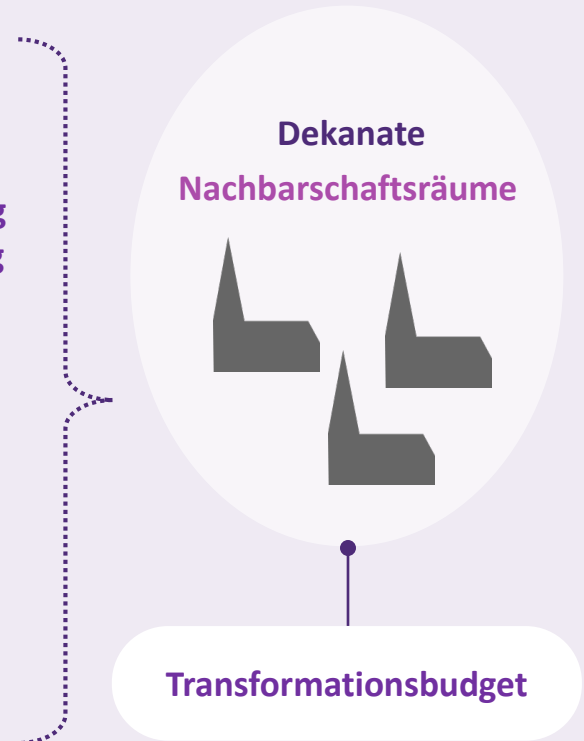 g
g
Dekanate
Nachbarschaftsräume
Transformationsbudget